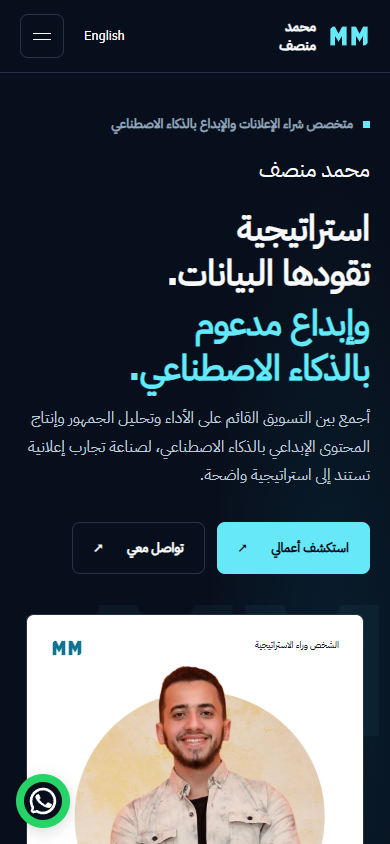 محمد
منصف
MM
English
متخصص شراء الإعلانات والإبداع بالذكاء الاصطناعي
محمد منصف
استراتيجية
تقودها البيانات.
وإبداع مدعوم
بالذكاء الاصطناعي.
أجمع بين التسويق القائم على الأداء وتحليل الجمهور وإنتاج
المحتوى الإبداعي بالذكاء الاصطناعي، لصناعة تجارب إعلانية
تستند إلى استراتيجية واضحة.
استكشف أعمالي ↗
تواصل معي ↗
الشخص وراء الاستراتيجية
MM